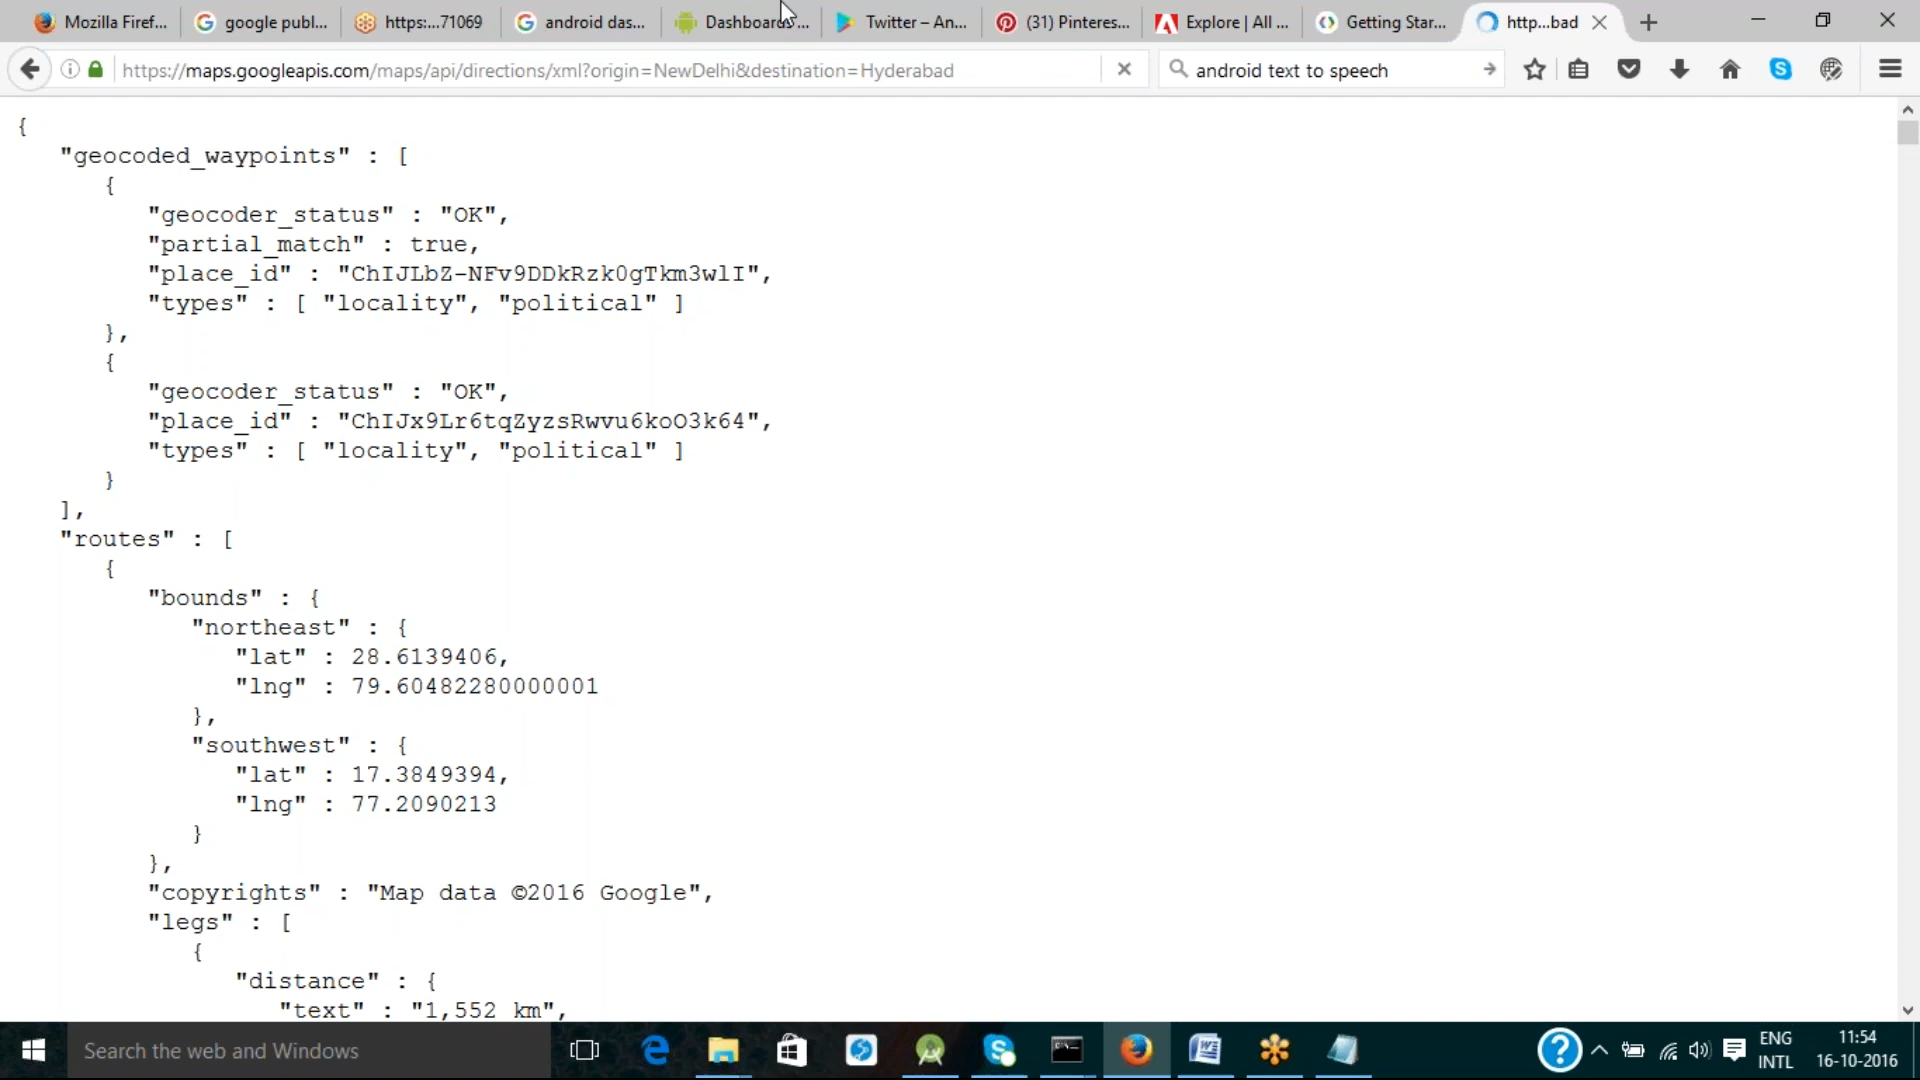 Mozilla Firef...
google publ...
https:...71069
android das...
Dashboards ...
Twitter – An...
(31) Pinteres...
Explore | All ...
Getting Star...
http...bad
https://maps.googleapis.com/maps/api/directions/xml?origin=NewDelhi&destination=Hyderabad
android text to speech
{
"geocoded_waypoints" : [
{
"geocoder_status" : "OK",
"partial_match" : true,
"place_id" : "ChIJLbZ-NFv9DDkRzk0gTkm3wlI",
"types" : [ "locality", "political" ]
},
{
"geocoder_status" : "OK",
"place_id" : "ChIJx9Lr6tqZyzsRwvu6koO3k64",
"types" : [ "locality", "political" ]
}
],
"routes" : [
{
"bounds" : {
"northeast" : {
"lat" : 28.6139406,
"lng" : 79.60482280000001
},
"southwest" : {
"lat" : 17.3849394,
"lng" : 77.2090213
}
},
"copyrights" : "Map data ©2016 Google",
"legs" : [
{
"distance" : {
"text" : "1,552 km",
Search the web and Windows
ENG
INTL
11:54
16-10-2016